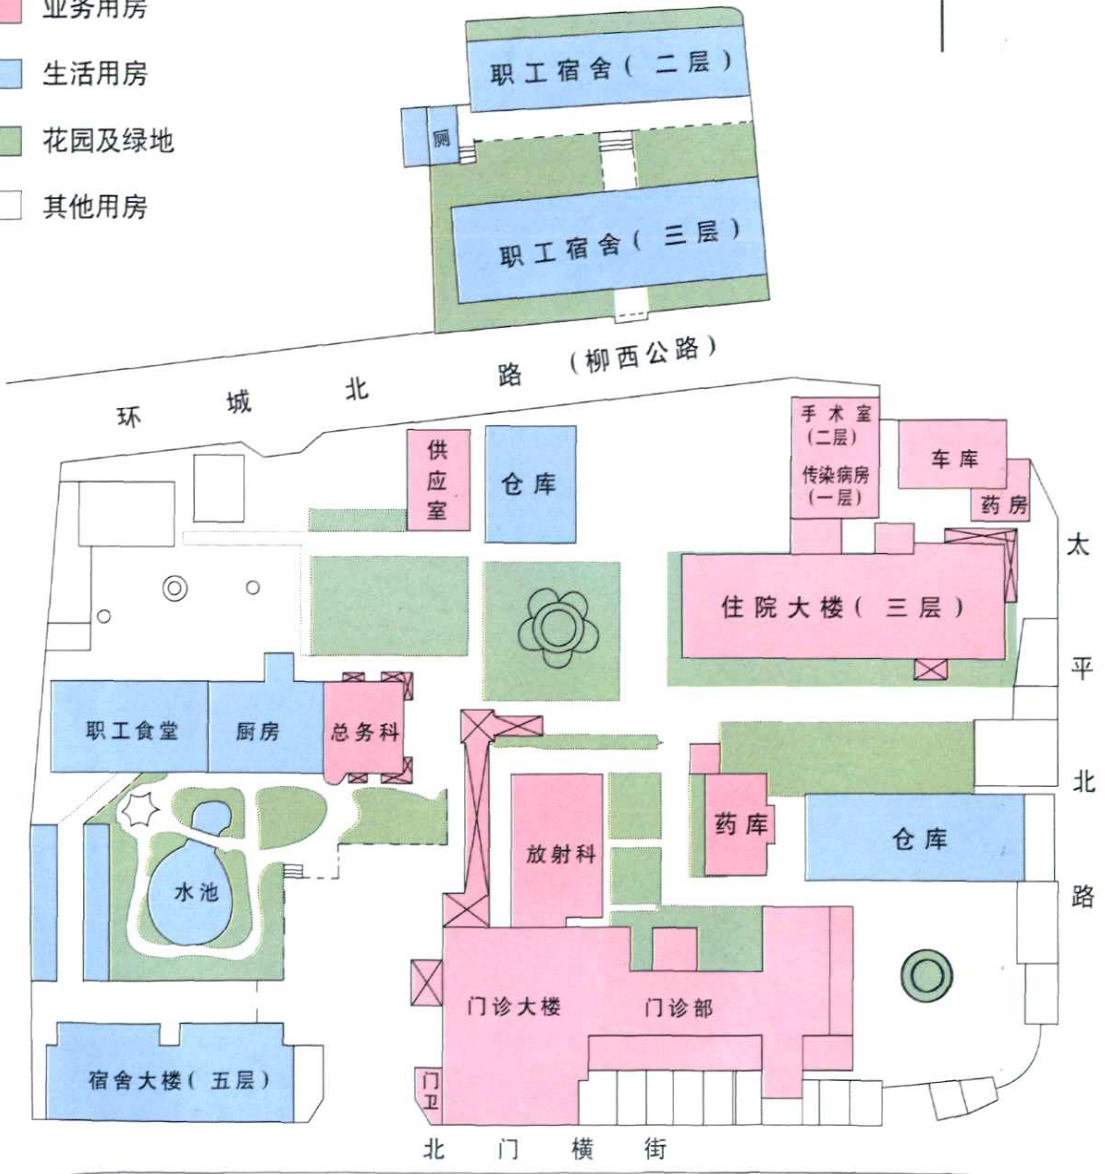 业务用房
生活用房
花园及绿地
其他用房
职工宿舍(二层)
厕
职工宿舍(三层)
环城北路(柳西公路)
供应室
仓库
手术室
(二层)
传染病房
(一层)
车库
药房
住院大楼(三层)
太平北路
职工食堂
厨房
总务科
放射科
药库
仓库
水池
门诊大楼
门诊部
宿舍大楼(五层)
门卫
北门横街